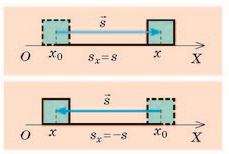 s⃗
O x₀ sₓ=s x X
s⃗
O x sₓ=−s x₀ X